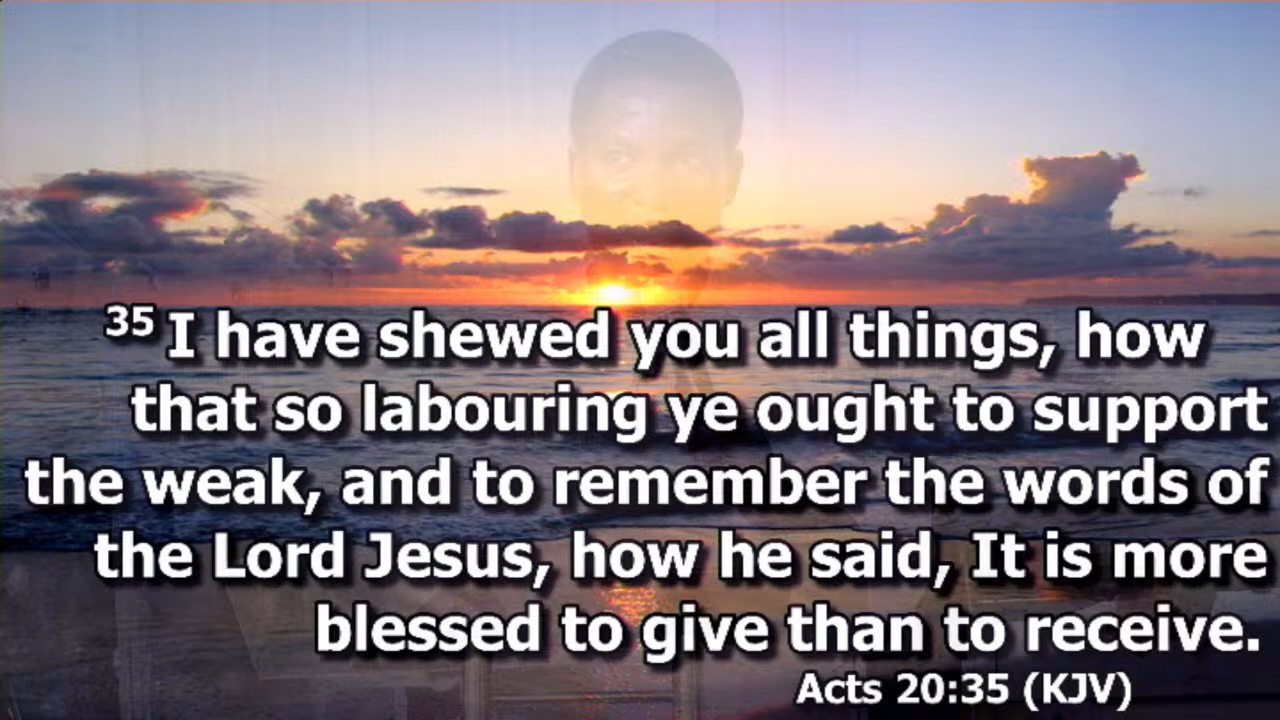 35 I have shewed you all things, how
that so labouring ye ought to support
the weak, and to remember the words of
the Lord Jesus, how he said, It is more
blessed to give than to receive.
Acts 20:35 (KJV)